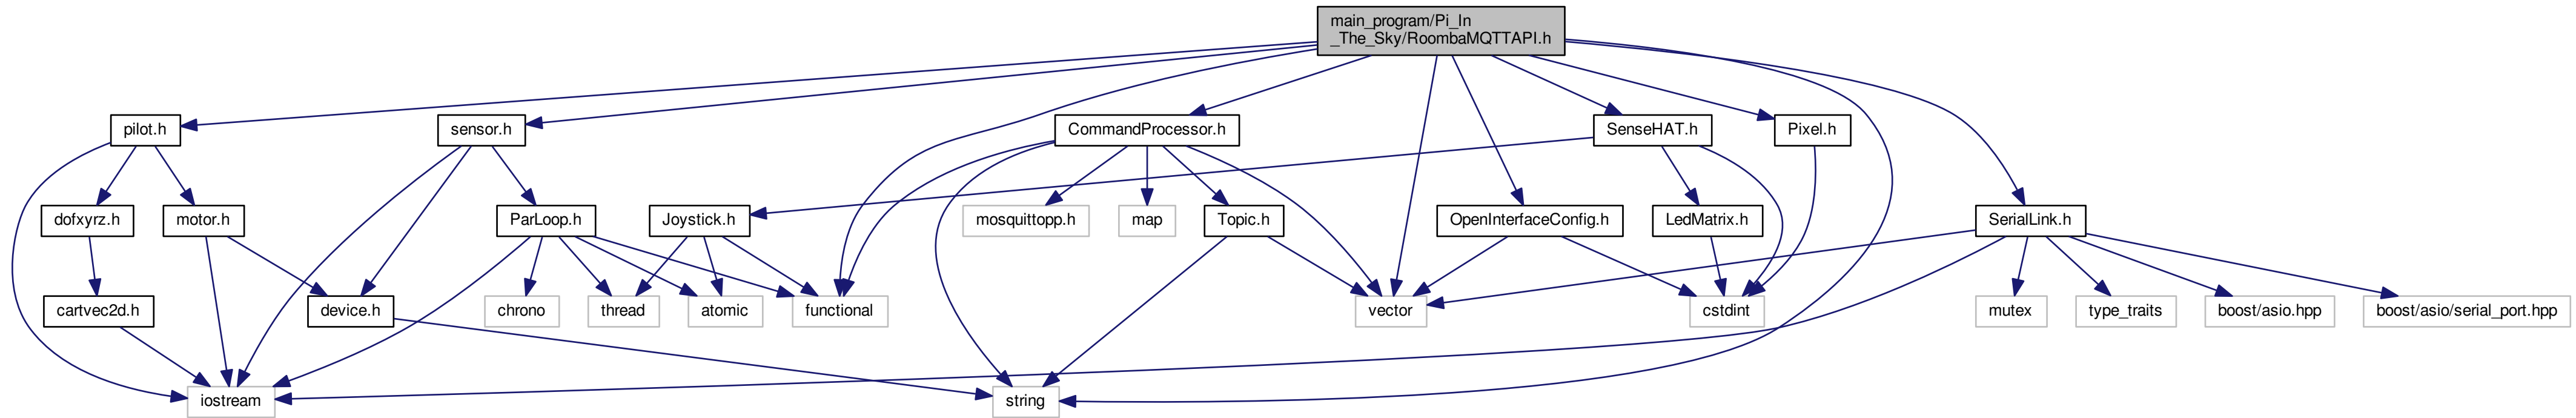 main_program/Pi_In
_The_Sky/RoombaMQTTAPI.h
pilot.h
sensor.h
CommandProcessor.h
SenseHAT.h
Pixel.h
dofxyrz.h
motor.h
ParLoop.h
Joystick.h
mosquittopp.h
map
Topic.h
OpenInterfaceConfig.h
LedMatrix.h
SerialLink.h
cartvec2d.h
device.h
chrono
thread
atomic
functional
vector
cstdint
mutex
type_traits
boost/asio.hpp
boost/asio/serial_port.hpp
iostream
string